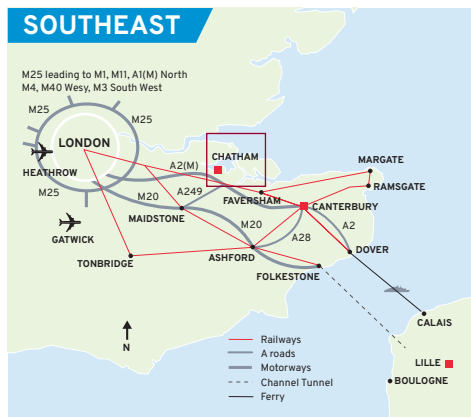 SOUTHEAST
M25 leading to M1, M11, A1(M) North
M4, M40 Wesy, M3 South West
M25
M25
LONDON
HEATHROW
M25
A2(M)
CHATHAM
MARGATE
RAMSGATE
M20
A249
FAVERSHAM
CANTERBURY
MAIDSTONE
GATWICK
M20
A28
A2
TONBRIDGE
ASHFORD
DOVER
FOLKESTONE
CALAIS
N
Railways
A roads
Motorways
Channel Tunnel
Ferry
LILLE
BOULOGNE